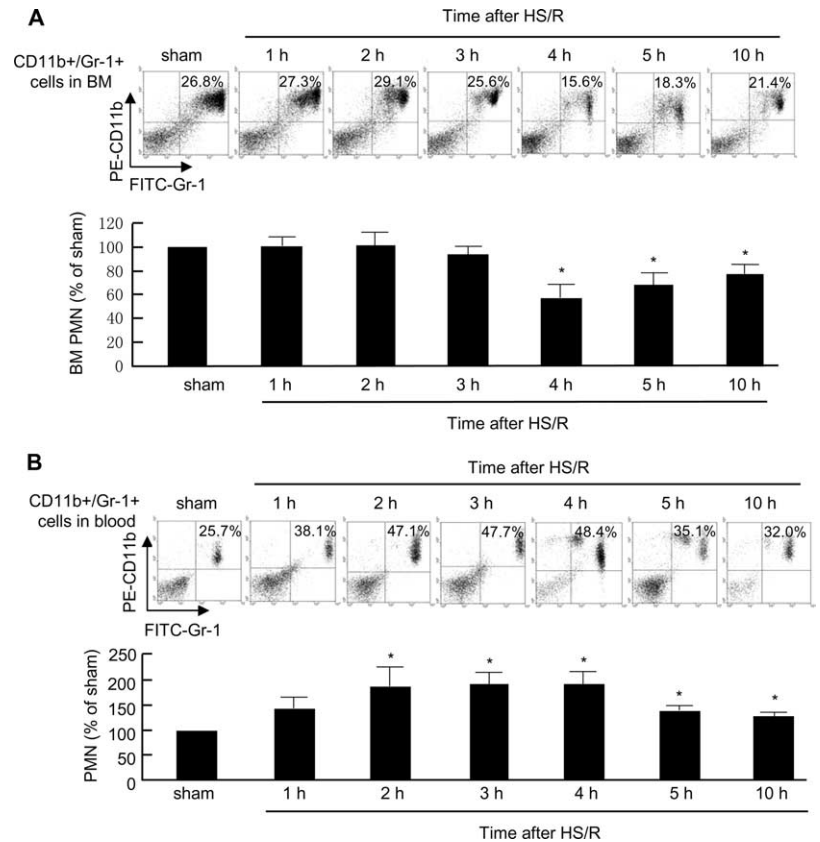 A
Time after HS/R
CD11b+/Gr-1+
cells in BM
sham 1 h 2 h 3 h 4 h 5 h 10 h
26.8% 27.3% 29.1% 25.6% 15.6% 18.3% 21.4%
PE-CD11b
FITC-Gr-1
BM PMN (% of sham)
120
100
80
60
40
20
0
* * *
sham 1 h 2 h 3 h 4 h 5 h 10 h
Time after HS/R
B
Time after HS/R
CD11b+/Gr-1+
cells in blood
sham 1 h 2 h 3 h 4 h 5 h 10 h
25.7% 38.1% 47.1% 47.7% 48.4% 35.1% 32.0%
PE-CD11b
FITC-Gr-1
PMN (% of sham)
250
200
150
100
50
0
* * * * *
sham 1 h 2 h 3 h 4 h 5 h 10 h
Time after HS/R